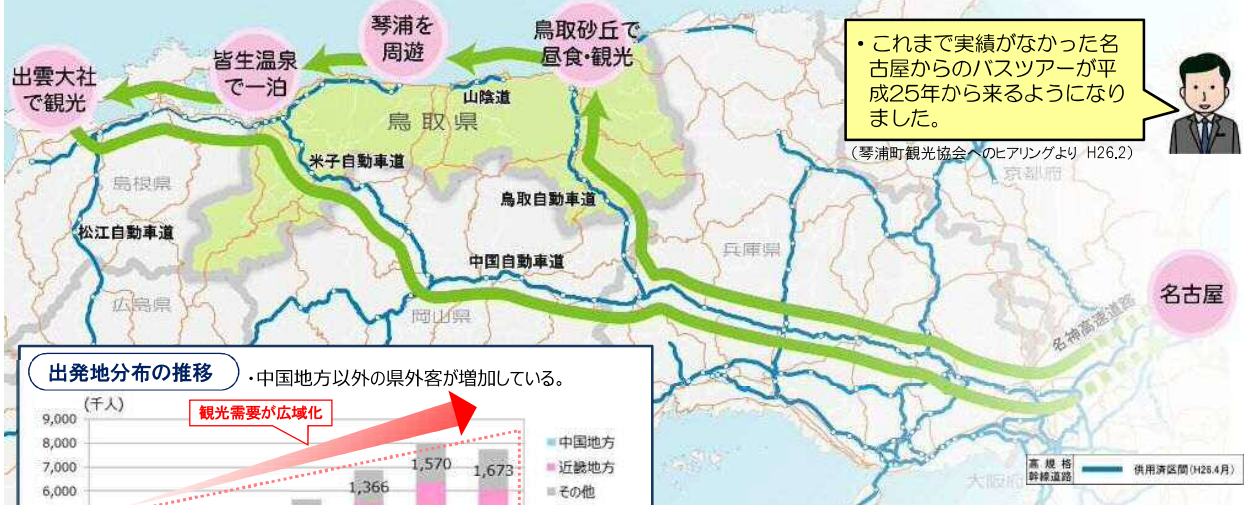 出雲大社
で観光
皆生温泉
で一泊
琴浦を
周遊
鳥取砂丘で
昼食・観光
・これまで実績がなかった名
古屋からのバスツアーが平
成25年から来るようになり
ました。
(琴浦町観光協会へのヒアリングより H26.2)
山陰道
鳥取県
米子自動車道
京都府
島根県
鳥取自動車道
松江自動車道
兵庫県
中国自動車道
広島県
岡山県
名古屋
名神高速道路
出発地分布の推移
・中国地方以外の県外客が増加している。
(千人)
観光需要が広域化
9,000
8,000
7,000
6,000
1,366
1,570
1,673
中国地方
近畿地方
その他
高規格
幹線道路
供用済区間(H26.4月)
大阪府